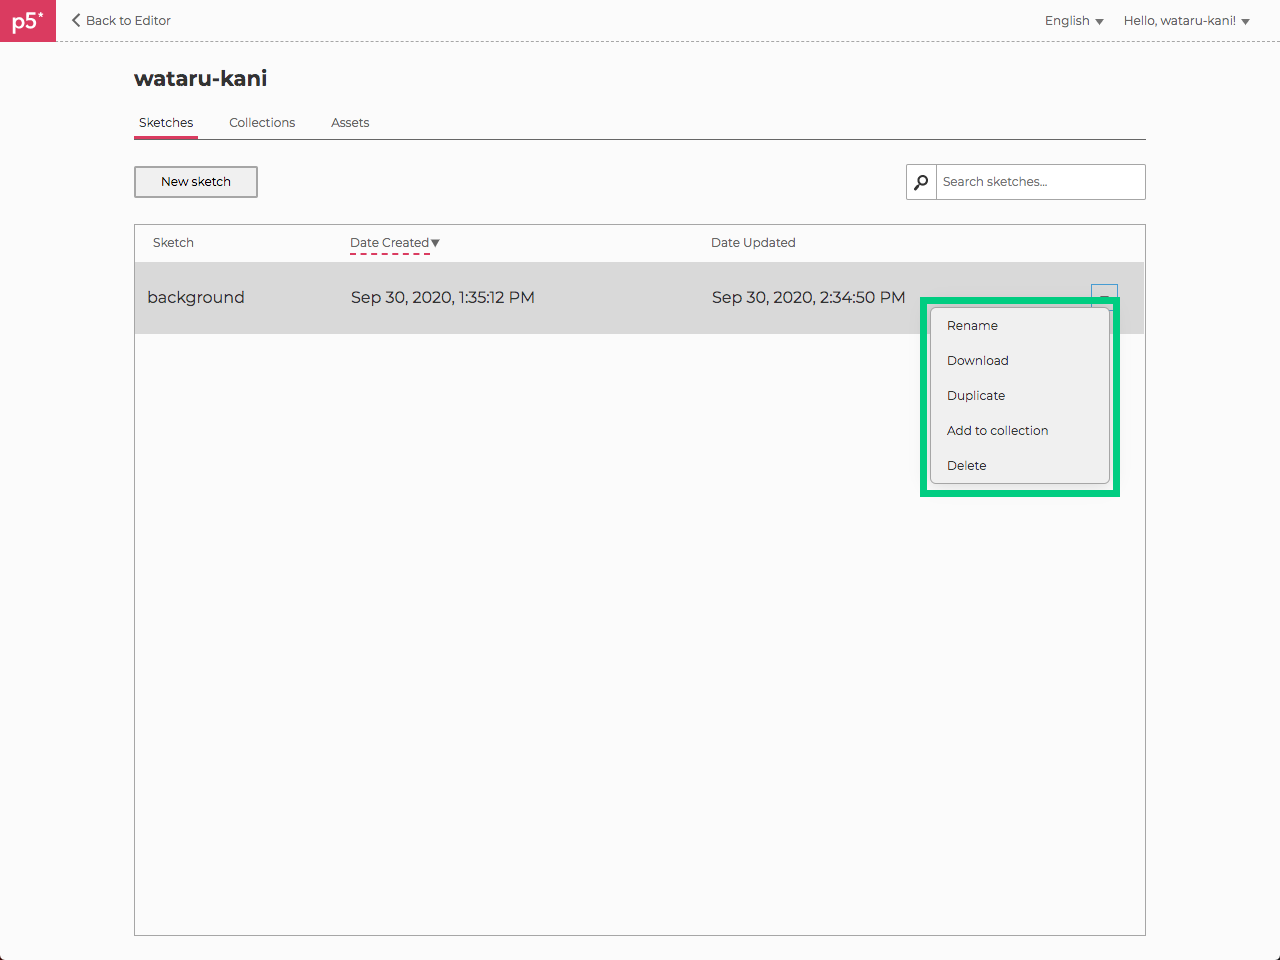 p5* Back to Editor English Hello, wataru-kani!
wataru-kani
Sketches Collections Assets
New sketch Search sketches...
Sketch Date Created Date Updated
background Sep 30, 2020, 1:35:12 PM Sep 30, 2020, 2:34:50 PM
Rename
Download
Duplicate
Add to collection
Delete